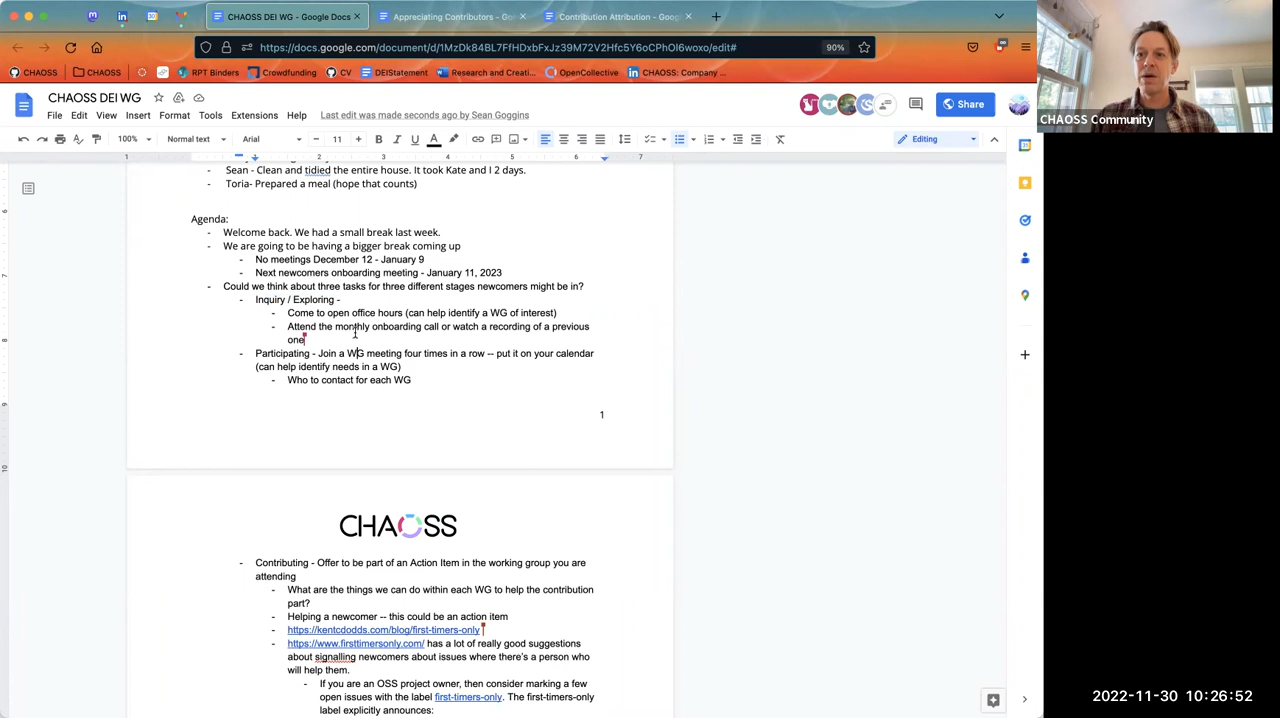 CHAOSS DEI WG - Google Docs
Appreciating Contributors - Go
Contribution Attribution - Goog
https://docs.google.com/document/d/1MzDk84BL7FfHDxbFxJz39M72V2Hfc5Y6oCPhOl6woxo/edit#
90%
CHAOSS
CHAOSS
RPT Binders
Crowdfunding
CV
DEIStatement
Research and Creati...
OpenCollective
CHAOSS: Company ...
CHAOSS DEI WG
File Edit View Insert Format Tools Extensions Help
Last edit was made seconds ago by Sean Goggins
Share
100% Normal text Arial 11
Editing
1 2 3 4 5 6 7
Sean - Clean and tidied the entire house. It took Kate and I 2 days.
- Toria- Prepared a meal (hope that counts)
Agenda:
- Welcome back. We had a small break last week.
- We are going to be having a bigger break coming up
- No meetings December 12 - January 9
- Next newcomers onboarding meeting - January 11, 2023
- Could we think about three tasks for three different stages newcomers might be in?
- Inquiry / Exploring -
- Come to open office hours (can help identify a WG of interest)
- Attend the monthly onboarding call or watch a recording of a previous
one
- Participating - Join a WG meeting four times in a row -- put it on your calendar
(can help identify needs in a WG)
- Who to contact for each WG
1
CHAOSS
- Contributing - Offer to be part of an Action Item in the working group you are
attending
- What are the things we can do within each WG to help the contribution
part?
- Helping a newcomer -- this could be an action item
- https://kentcdodds.com/blog/first-timers-only
- https://www.firsttimersonly.com/ has a lot of really good suggestions
about signalling newcomers about issues where there's a person who
will help them.
- If you are an OSS project owner, then consider marking a few
open issues with the label first-timers-only. The first-timers-only
label explicitly announces:
CHAOSS Community
2022-11-30 10:26:52